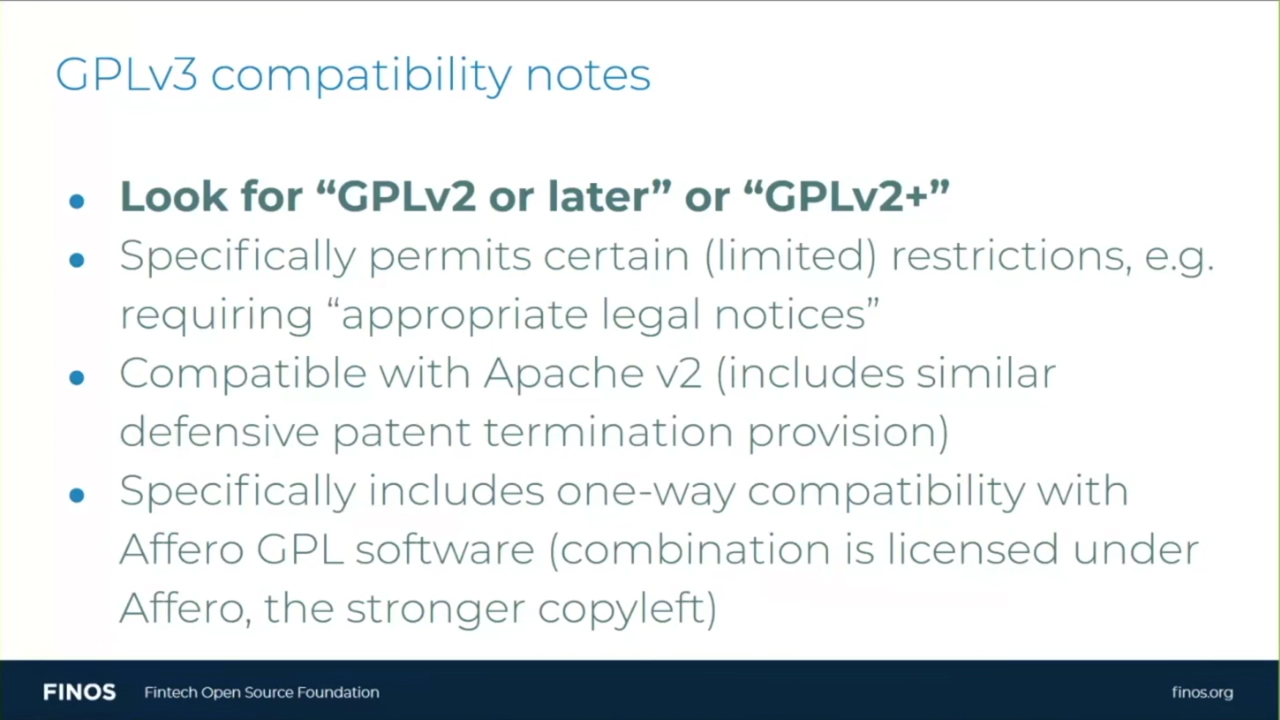 GPLv3 compatibility notes
• Look for “GPLv2 or later” or “GPLv2+”
• Specifically permits certain (limited) restrictions, e.g.
requiring “appropriate legal notices”
• Compatible with Apache v2 (includes similar
defensive patent termination provision)
• Specifically includes one-way compatibility with
Affero GPL software (combination is licensed under
Affero, the stronger copyleft)
FINOS Fintech Open Source Foundation finos.org